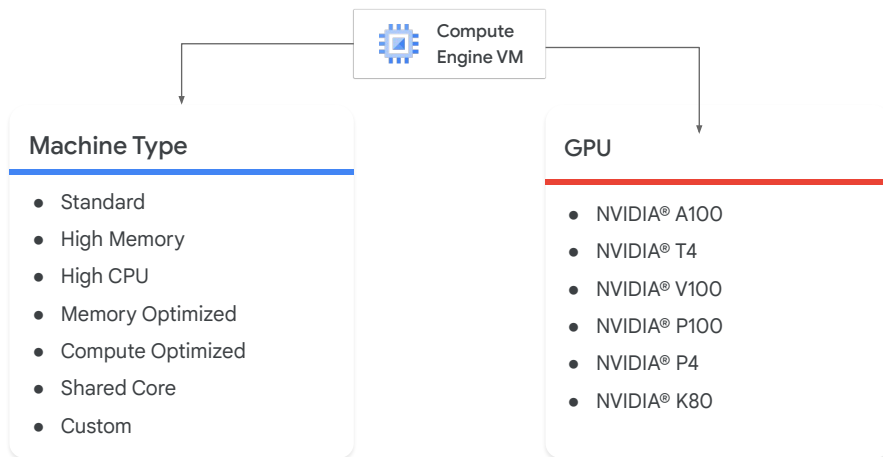 Compute
Engine VM
Machine Type
● Standard
● High Memory
● High CPU
● Memory Optimized
● Compute Optimized
● Shared Core
● Custom
GPU
● NVIDIA® A100
● NVIDIA® T4
● NVIDIA® V100
● NVIDIA® P100
● NVIDIA® P4
● NVIDIA® K80